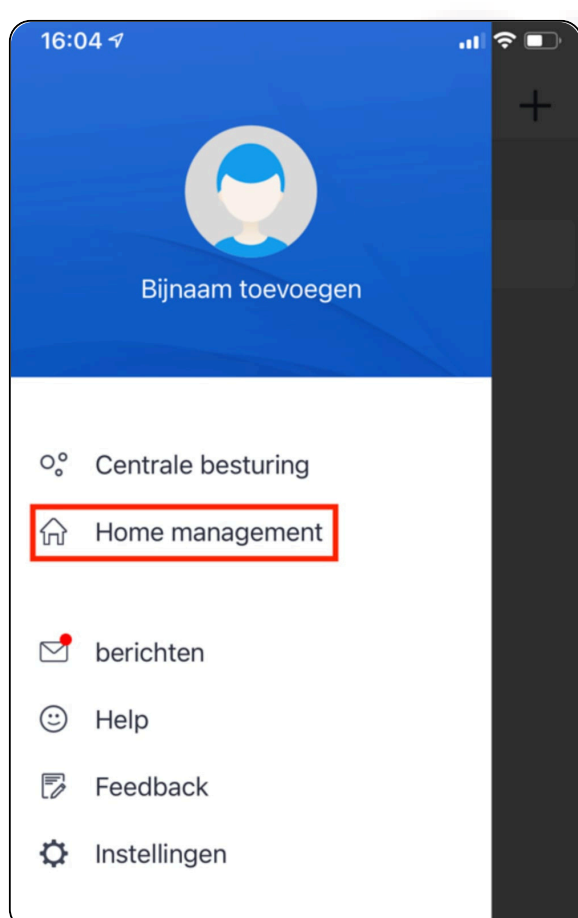 16:04
Bijnaam toevoegen
Centrale besturing
Home management
berichten
Help
Feedback
Instellingen